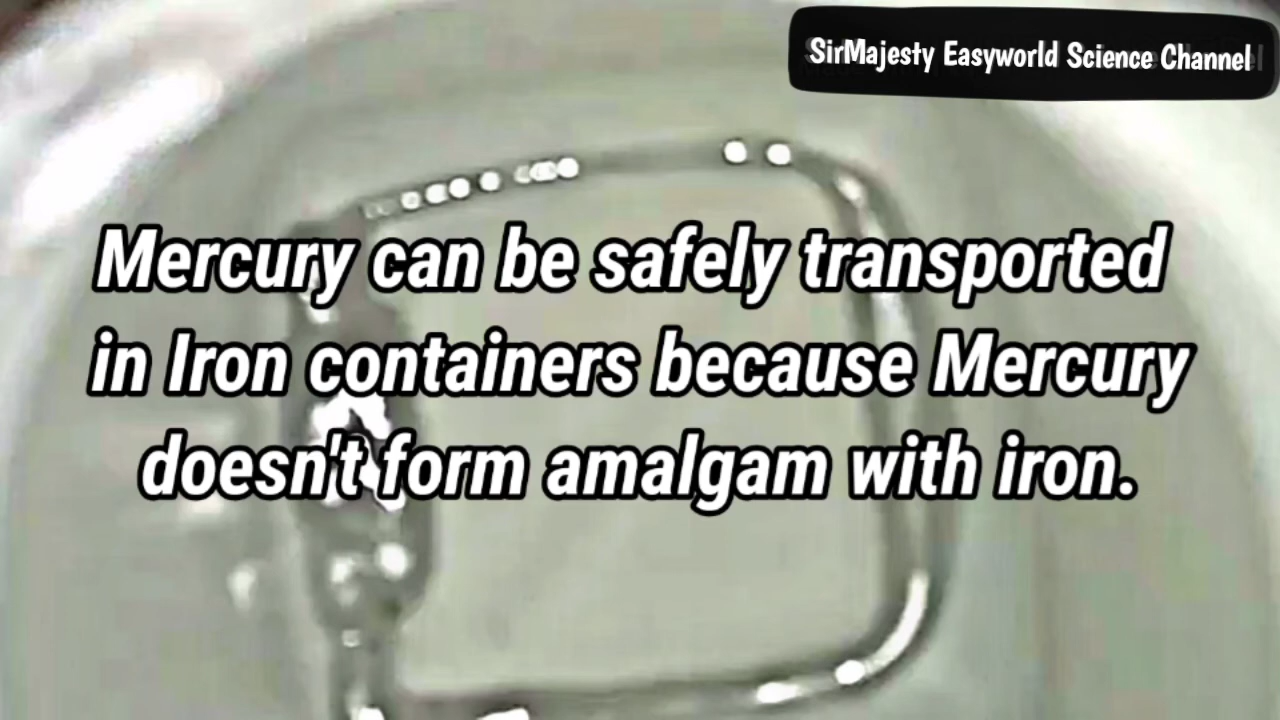 SirMajesty Easyworld Science Channel
Mercury can be safely transported
in Iron containers because Mercury
doesn't form amalgam with iron.